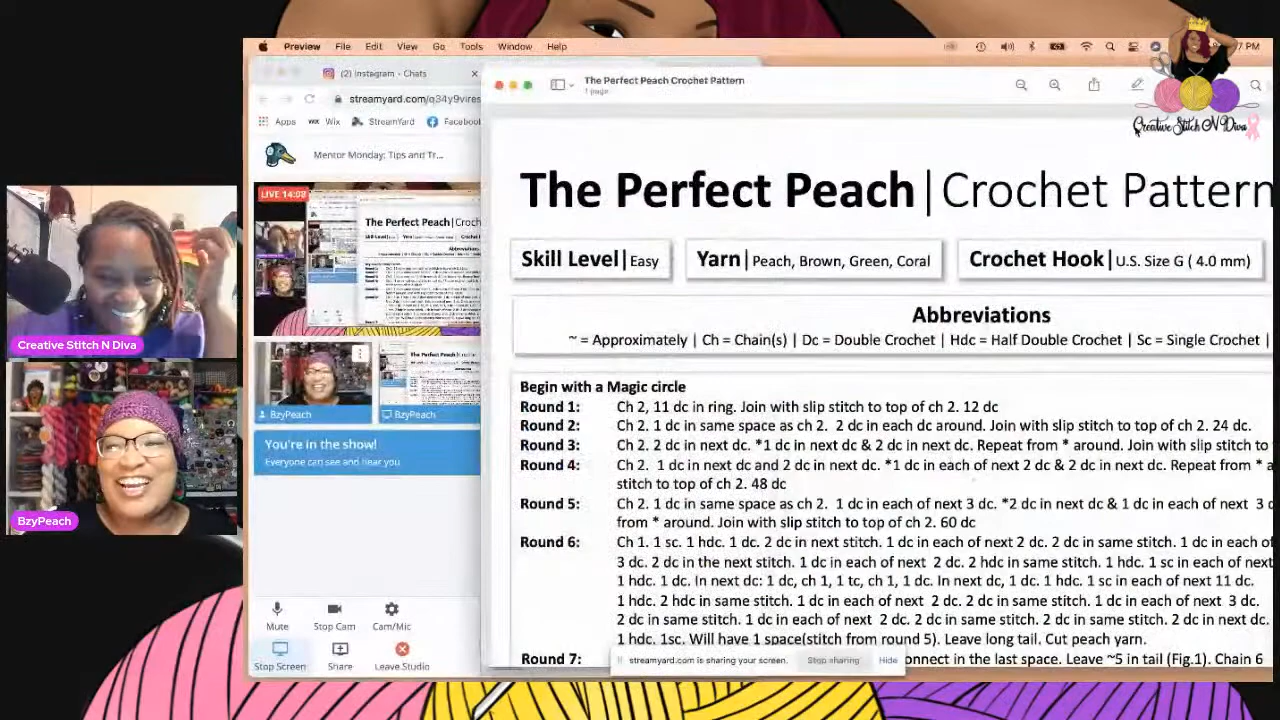 Preview File Edit View Go Tools Window Help
7 PM
(2) Instagram - Chats
streamyard.com/q34y9vires
Apps Wix Wix StreamYard Facebook
Mentor Monday: Tips and Tr...
The Perfect Peach Crochet Pattern
1 page
Creative Stitch N Diva
LIVE 14:08
The Perfect Peach|Croch
The Perfect Peach|Crochet Pattern
Skill Level|Easy
Yarn|Peach, Brown, Green, Coral
Crochet Hook|U.S. Size G ( 4.0 mm)
Abbreviations
~ = Approximately | Ch = Chain(s) | Dc = Double Crochet | Hdc = Half Double Crochet | Sc = Single Crochet |
Begin with a Magic circle
Round 1: Ch 2, 11 dc in ring. Join with slip stitch to top of ch 2. 12 dc
Round 2: Ch 2. 1 dc in same space as ch 2. 2 dc in each dc around. Join with slip stitch to top of ch 2. 24 dc.
Round 3: Ch 2. 2 dc in next dc. *1 dc in next dc & 2 dc in next dc. Repeat from * around. Join with slip stitch to
Round 4: Ch 2. 1 dc in next dc and 2 dc in next dc. *1 dc in each of next 2 dc & 2 dc in next dc. Repeat from * a
stitch to top of ch 2. 48 dc
Round 5: Ch 2. 1 dc in same space as ch 2. 1 dc in each of next 3 dc. *2 dc in next dc & 1 dc in each of next 3 d
from * around. Join with slip stitch to top of ch 2. 60 dc
Round 6: Ch 1. 1 sc. 1 hdc. 1 dc. 2 dc in next stitch. 1 dc in each of next 2 dc. 2 dc in same stitch. 1 dc in each of
3 dc. 2 dc in the next stitch. 1 dc in each of next 2 dc. 2 hdc in same stitch. 1 hdc. 1 sc in each of next
1 hdc. 1 dc. In next dc: 1 dc, ch 1, 1 tc, ch 1, 1 dc. In next dc, 1 dc. 1 hdc. 1 sc in each of next 11 dc.
1 hdc. 2 hdc in same stitch. 1 dc in each of next 2 dc. 2 dc in same stitch. 1 dc in each of next 3 dc.
2 dc in same stitch. 1 dc in each of next 2 dc. 2 dc in same stitch. 1 dc in each of next 2 dc.
1 hdc. 1sc. Will have 1 space(stitch from round 5). Leave long tail. Cut peach yarn.
Round 7: onnect in the last space. Leave ~5 in tail (Fig.1). Chain 6
streamyard.com is sharing your screen. Stop sharing Hide
BzyPeach
BzyPeach
You're in the show!
Everyone can see and hear you
Mute Stop Cam Cam/Mic
Stop Screen Share Leave Studio
Creative Stitch N Diva
BzyPeach